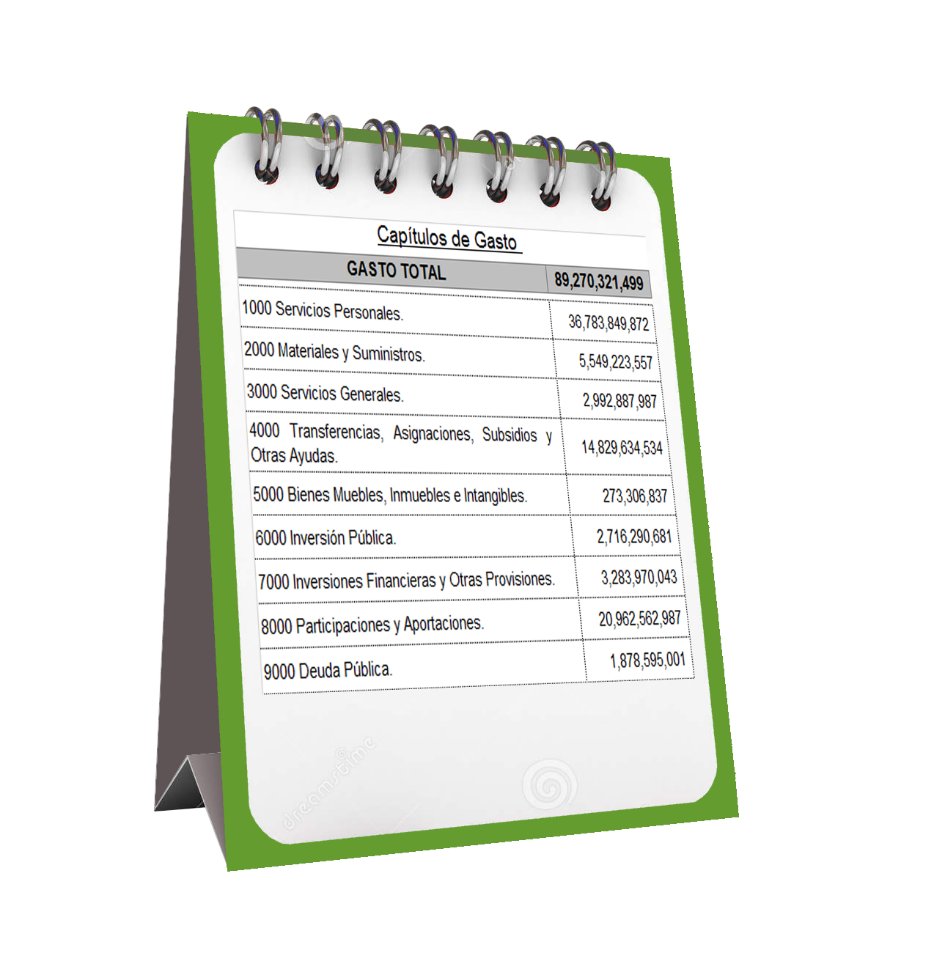 Capítulos de Gasto
GASTO TOTAL 89,270,321,499
1000 Servicios Personales. 36,783,849,872
2000 Materiales y Suministros. 5,549,223,557
3000 Servicios Generales. 2,992,887,987
4000 Transferencias, Asignaciones, Subsidios y
Otras Ayudas. 14,829,634,534
5000 Bienes Muebles, Inmuebles e Intangibles. 273,306,837
6000 Inversión Pública. 2,716,290,681
7000 Inversiones Financieras y Otras Provisiones. 3,283,970,043
8000 Participaciones y Aportaciones. 20,962,562,987
9000 Deuda Pública. 1,878,595,001
dreamstime